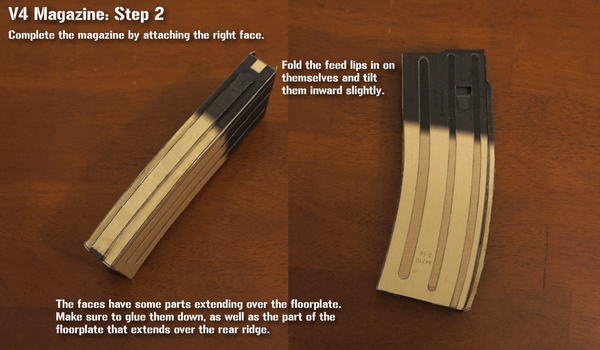 V4 Magazine: Step 2
Complete the magazine by attaching the right face.
Fold the feed lips in on
themselves and tilt
them inward slightly.
The faces have some parts extending over the floorplate.
Make sure to glue them down, as well as the part of the
floorplate that extends over the rear ridge.